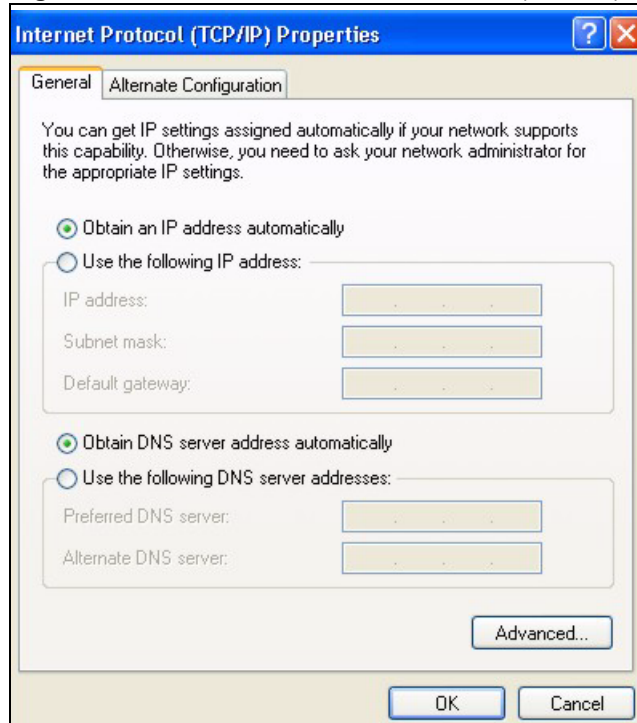 Internet Protocol (TCP/IP) Properties
General
Alternate Configuration
You can get IP settings assigned automatically if your network supports
this capability. Otherwise, you need to ask your network administrator for
the appropriate IP settings.
Obtain an IP address automatically
Use the following IP address:
IP address:
Subnet mask:
Default gateway:
Obtain DNS server address automatically
Use the following DNS server addresses:
Preferred DNS server:
Alternate DNS server:
Advanced...
OK
Cancel